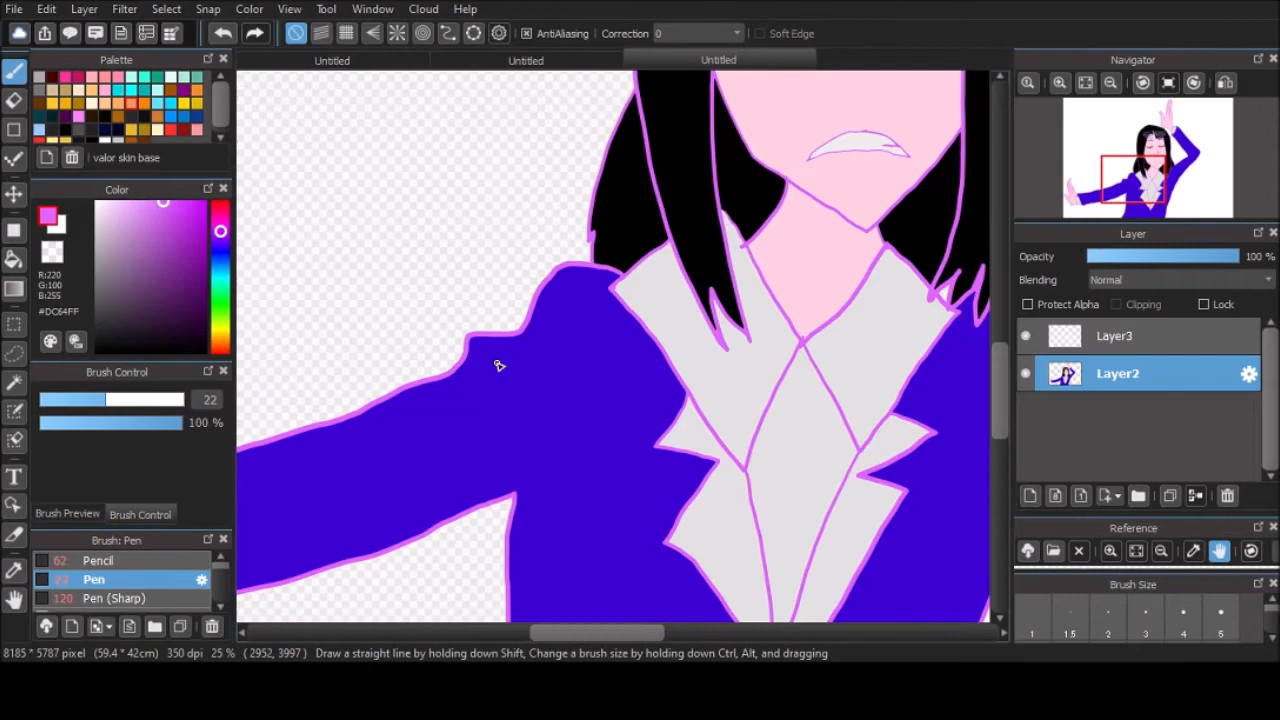 File Edit Layer Filter Select Snap Color View Tool Window Cloud Help
AntiAliasing Correction 0 Soft Edge
Palette
Untitled Untitled Untitled
Navigator
valor skin base
Color
R:220
G:100
B:255
#DC64FF
Layer
Opacity 100 %
Blending Normal
Protect Alpha Clipping Lock
Layer3
Layer2
Brush Control
22
100 %
Brush Preview Brush Control
Brush: Pen
62 Pencil
22 Pen
120 Pen (Sharp)
Reference
Brush Size
1 1.5 2 3 4 5
8185 * 5787 pixel (59.4 * 42cm) 350 dpi 25 % ( 2952, 3997 ) Draw a straight line by holding down Shift, Change a brush size by holding down Ctrl, Alt, and dragging